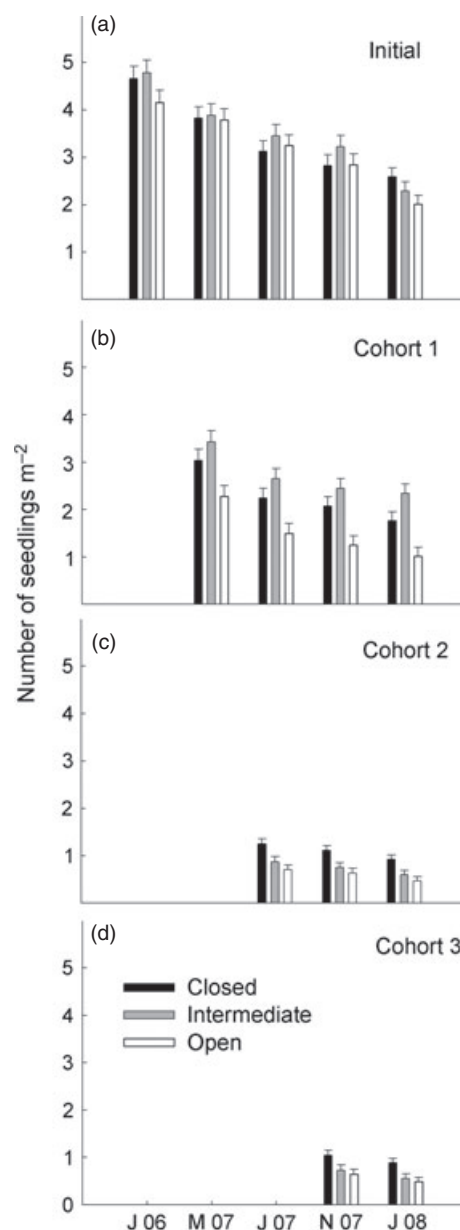 (a)
Initial
5
4
3
2
1
(b)
Cohort 1
5
4
3
2
1
(c)
Cohort 2
5
4
3
2
1
(d)
Cohort 3
5
4
3
2
1
0
Closed
Intermediate
Open
J 06 M 07 J 07 N 07 J 08
Number of seedlings m⁻²